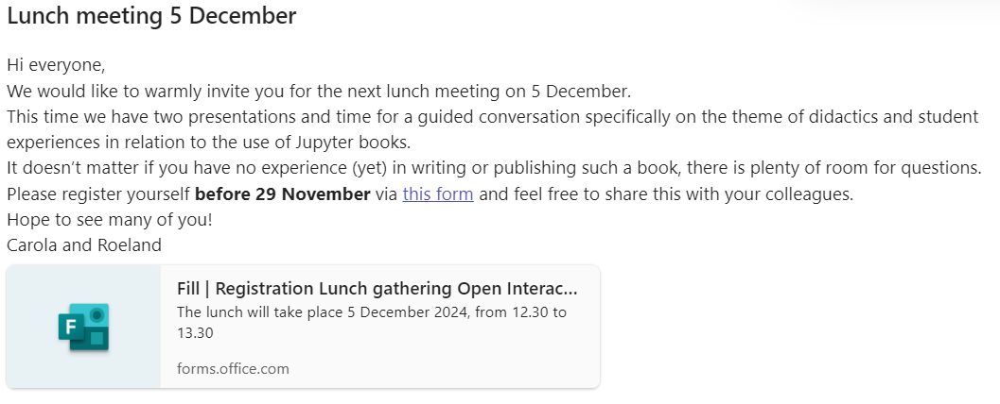 Lunch meeting 5 December
Hi everyone,
We would like to warmly invite you for the next lunch meeting on 5 December.
This time we have two presentations and time for a guided conversation specifically on the theme of didactics and student
experiences in relation to the use of Jupyter books.
It doesn’t matter if you have no experience (yet) in writing or publishing such a book, there is plenty of room for questions.
Please register yourself before 29 November via this form and feel free to share this with your colleagues.
Hope to see many of you!
Carola and Roeland
Fill | Registration Lunch gathering Open Interac...
The lunch will take place 5 December 2024, from 12.30 to
13.30
F
forms.office.com